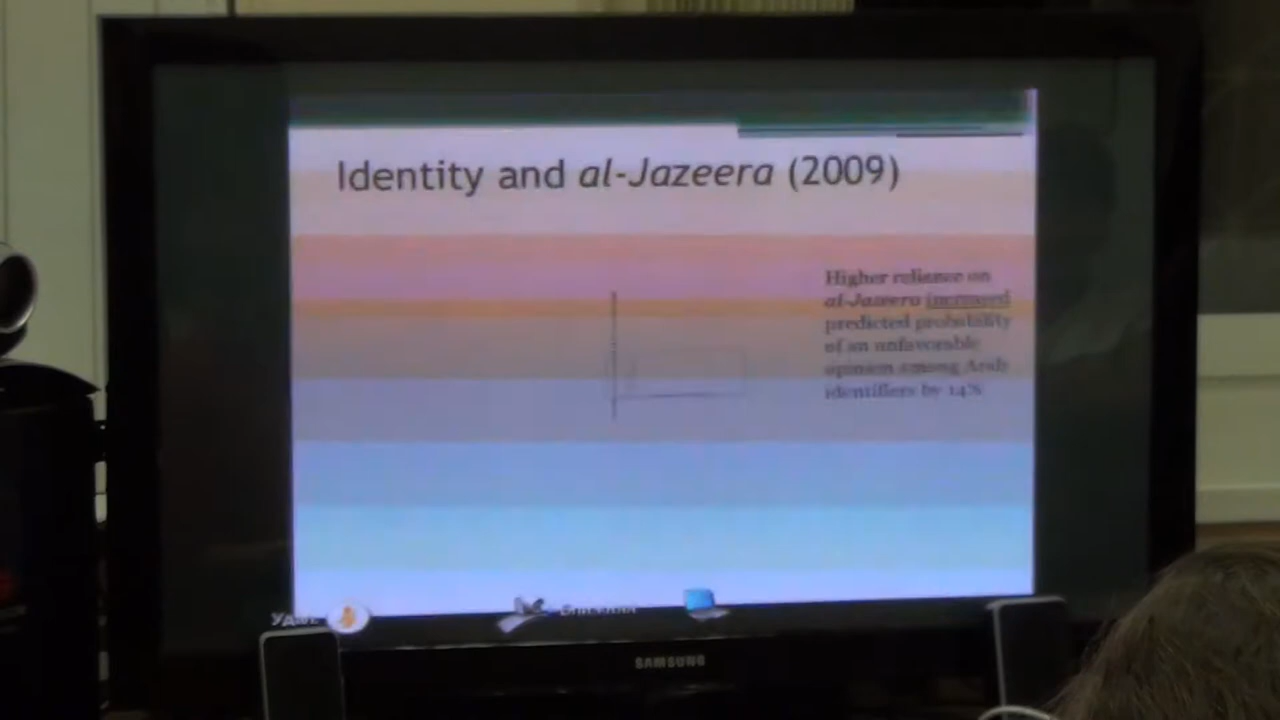 Identity and al-Jazeera (2009)
Higher reliance on
al-Jazeera increased
predicted probability
of an unfavorable
opinion among Arab
identifiers by 14%
SAMSUNG